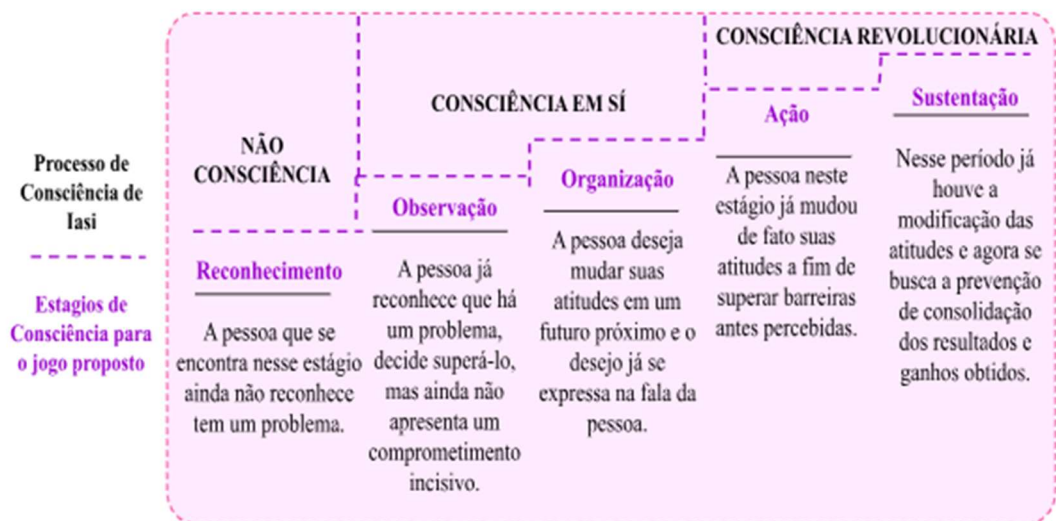 Processo de
Consciência de
Iasi
Estagios de
Consciência para
o jogo proposto
NÃO
CONSCIÊNCIA
Reconhecimento
A pessoa que se
encontra nesse estágio
ainda não reconhece
tem um problema.
CONSCIÊNCIA EM SÍ
Observação
A pessoa já
reconhece que há
um problema,
decide superá-lo,
mas ainda não
apresenta um
comprometimento
incisivo.
Organização
A pessoa deseja
mudar suas
atitudes em um
futuro próximo e o
desejo já se
expressa na fala da
pessoa.
CONSCIÊNCIA REVOLUCIONÁRIA
Ação
A pessoa neste
estágio já mudou
de fato suas
atitudes a fim de
superar barreiras
antes percebidas.
Sustentação
Nesse período já
houve a
modificação das
atitudes e agora se
busca a prevenção
de consolidação
dos resultados e
ganhos obtidos.